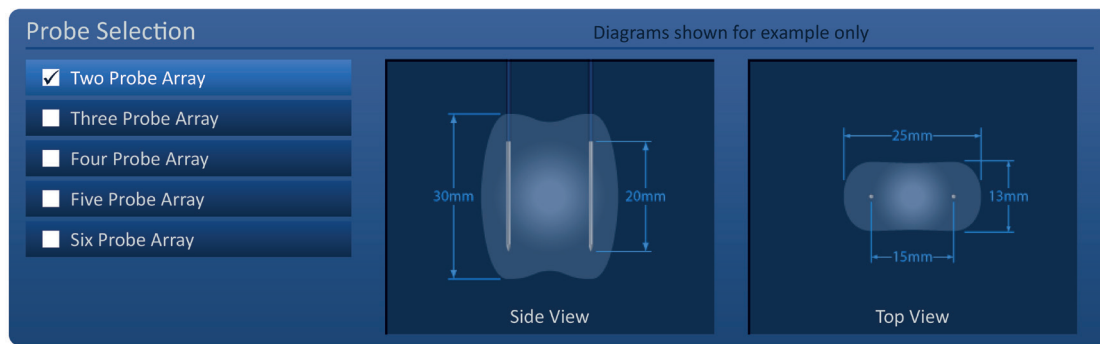 Probe Selection
Diagrams shown for example only
Two Probe Array
Three Probe Array
Four Probe Array
Five Probe Array
Six Probe Array
30mm
20mm
Side View
25mm
13mm
15mm
Top View